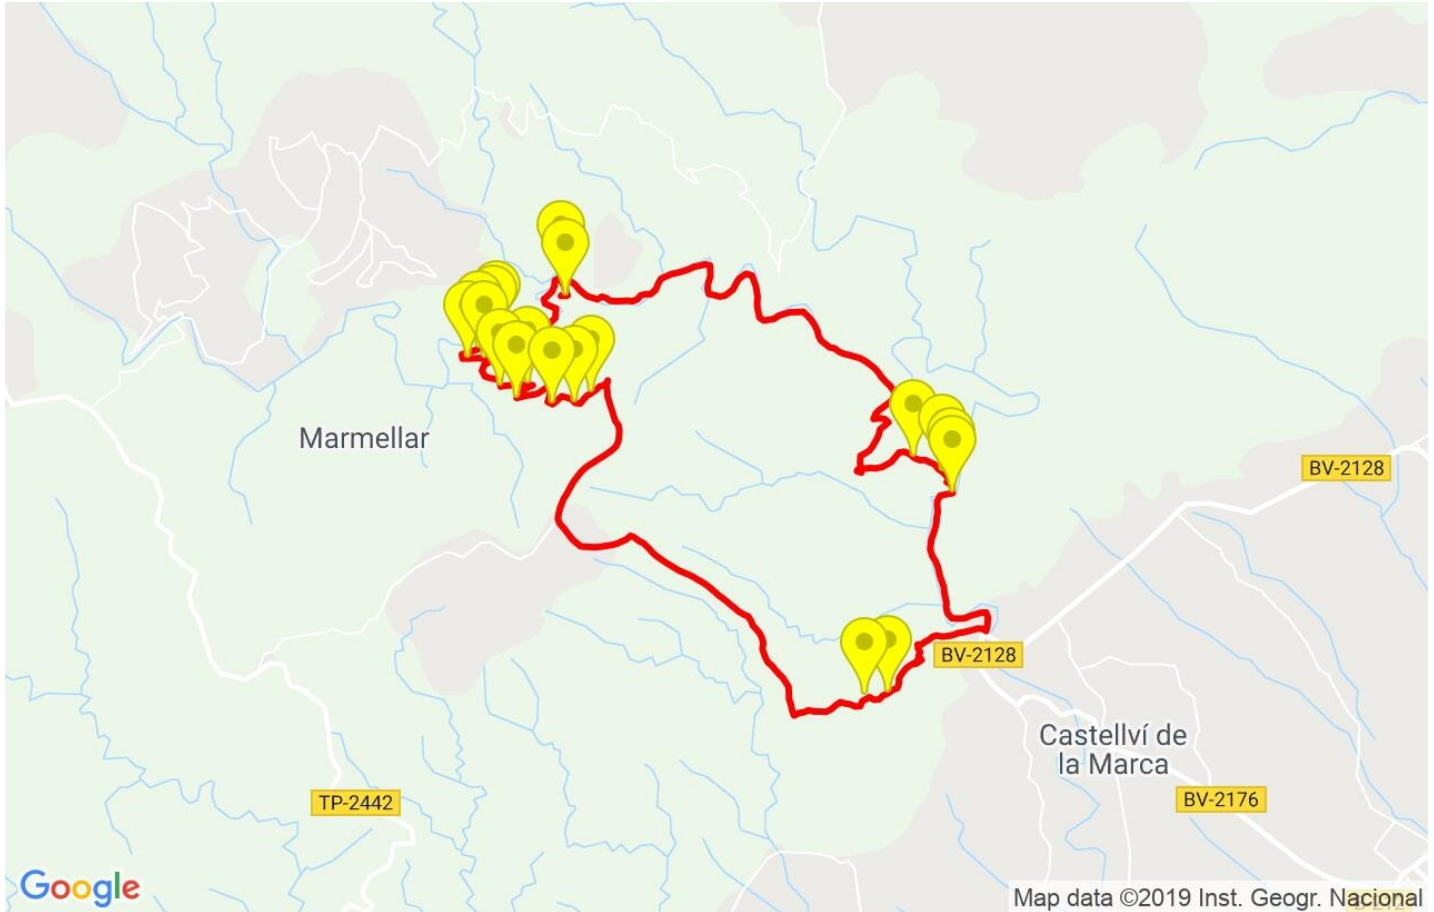 Marmellar
BV-2128
BV-2128
Castellví de
la Marca
TP-2442
BV-2176
Google
Map data ©2019 Inst. Geogr. Nacional